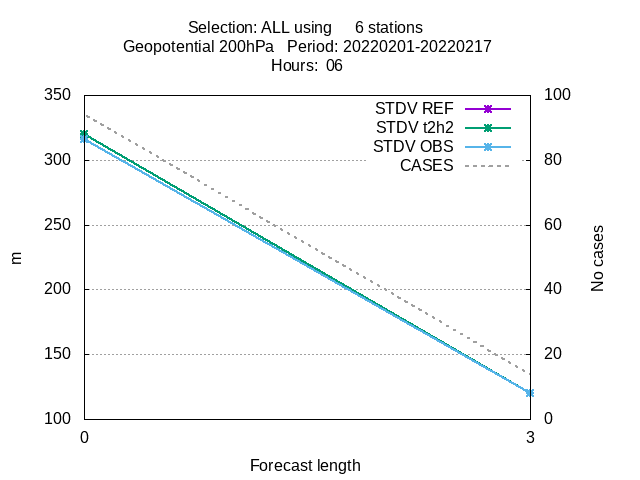 Selection: ALL using     6 stations
Geopotential 200hPa   Period: 20220201-20220217
Hours:  06
350
300
250
200
150
100
100
80
60
40
20
0
m
No cases
STDV REF
STDV t2h2
STDV OBS
CASES
0
3
Forecast length